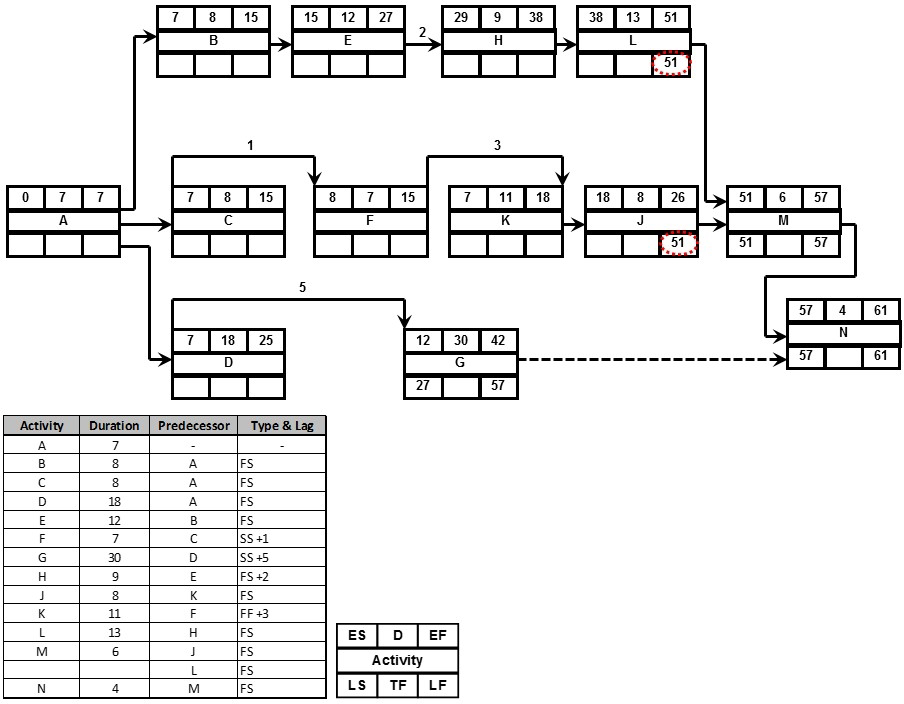 7 8 15
B
15 12 27
E
2
29 9 38
H
38 13 51
L
51
1
3
0 7 7
A
7 8 15
C
8 7 15
F
7 11 18
K
18 8 26
J
51
51 6 57
M
51 57
5
7 18 25
D
12 30 42
G
27 57
57 4 61
N
57 61
Activity Duration Predecessor Type & Lag
A 7 - -
B 8 A FS
C 8 A FS
D 18 A FS
E 12 B FS
F 7 C SS +1
G 30 D SS +5
H 9 E FS +2
J 8 K FS
K 11 F FF +3
L 13 H FS
M 6 J FS
L FS
N 4 M FS
ES D EF
Activity
LS TF LF